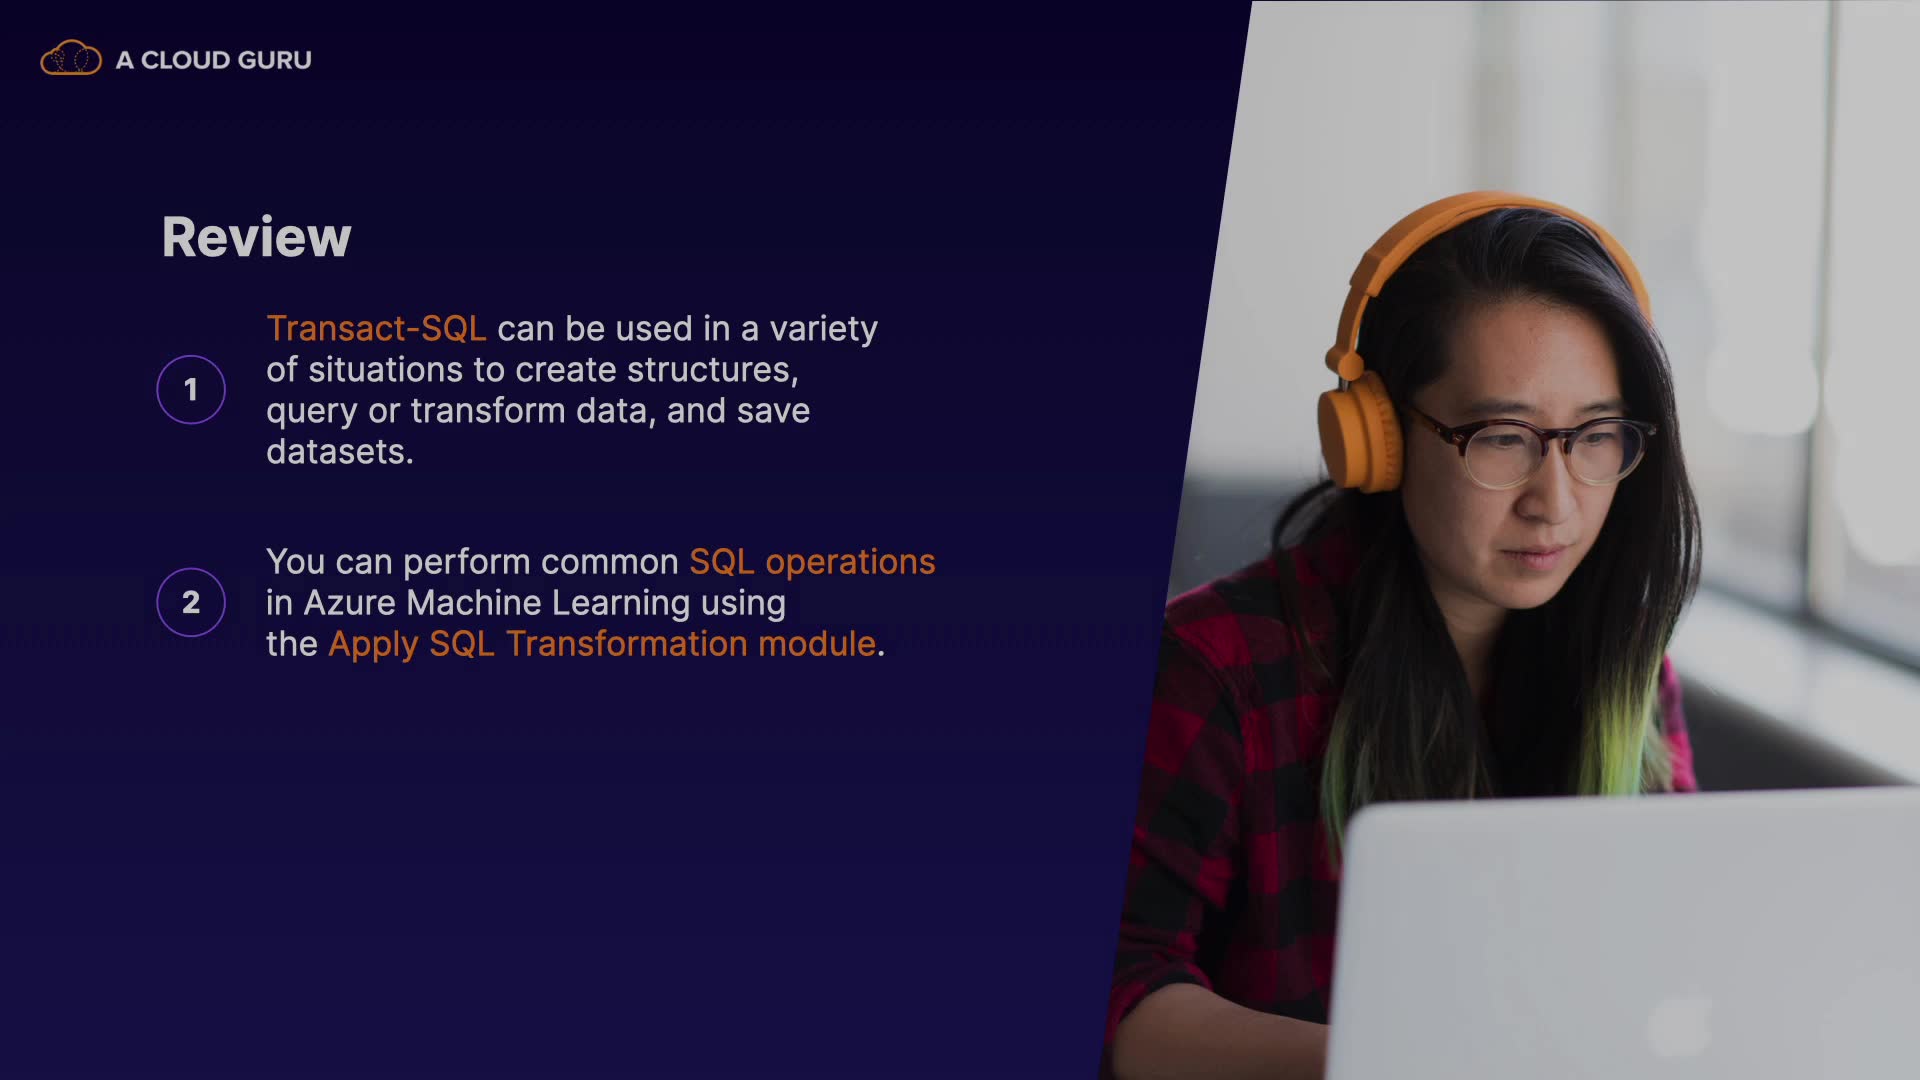 A CLOUD GURU
Review
1
Transact-SQL can be used in a variety
of situations to create structures,
query or transform data, and save
datasets.
2
You can perform common SQL operations
in Azure Machine Learning using
the Apply SQL Transformation module.